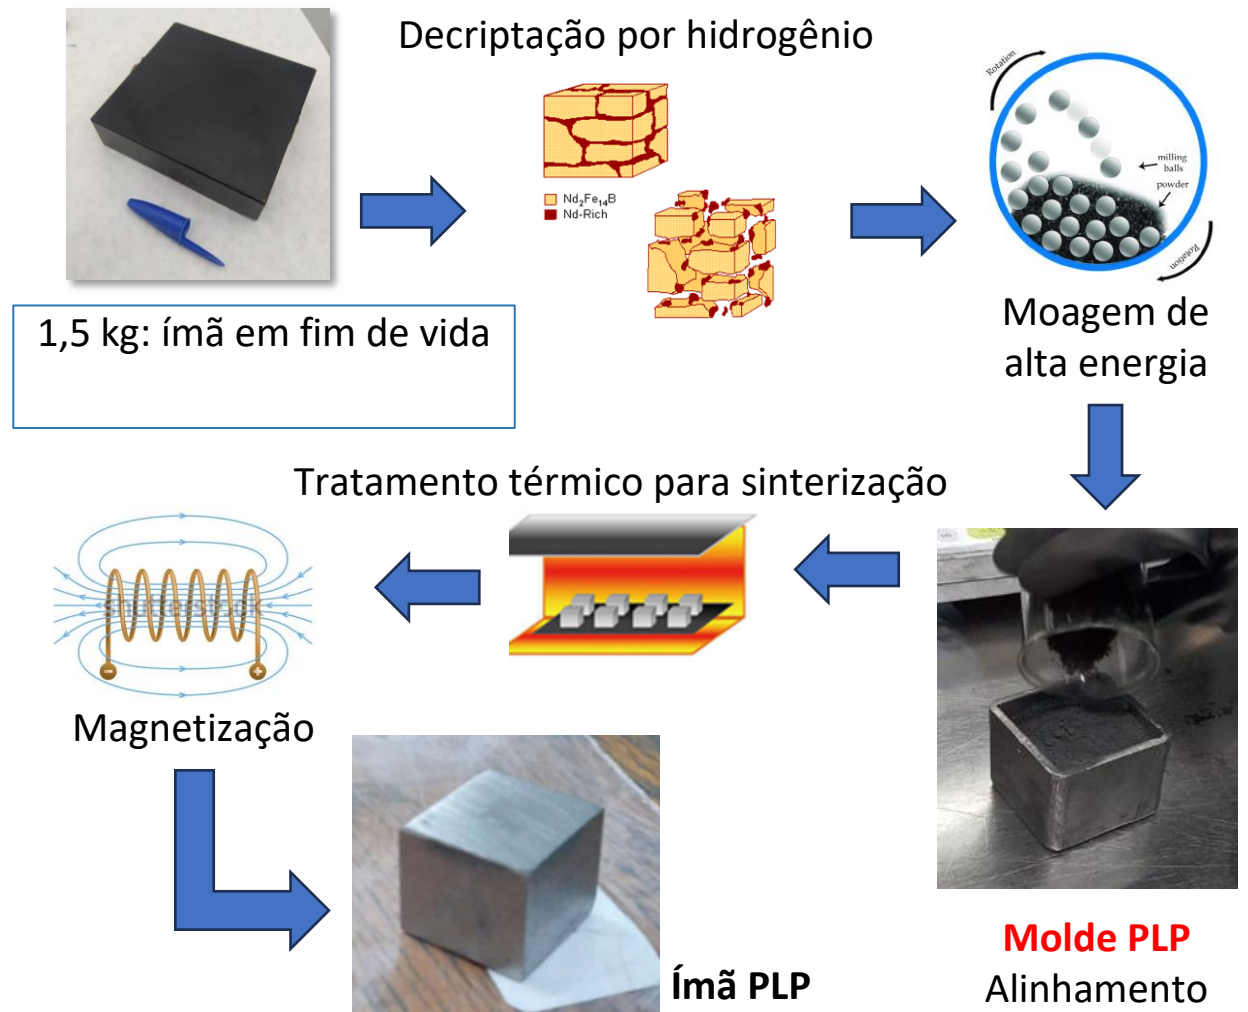 Decriptação por hidrogênio
1,5 kg: ímã em fim de vida
Nd₂Fe₁₄B
Nd-Rich
Rotation
milling
balls
powder
Rotation
Moagem de
alta energia
Tratamento térmico para sinterização
shutterstock
Magnetização
Molde PLP
Alinhamento
Ímã PLP